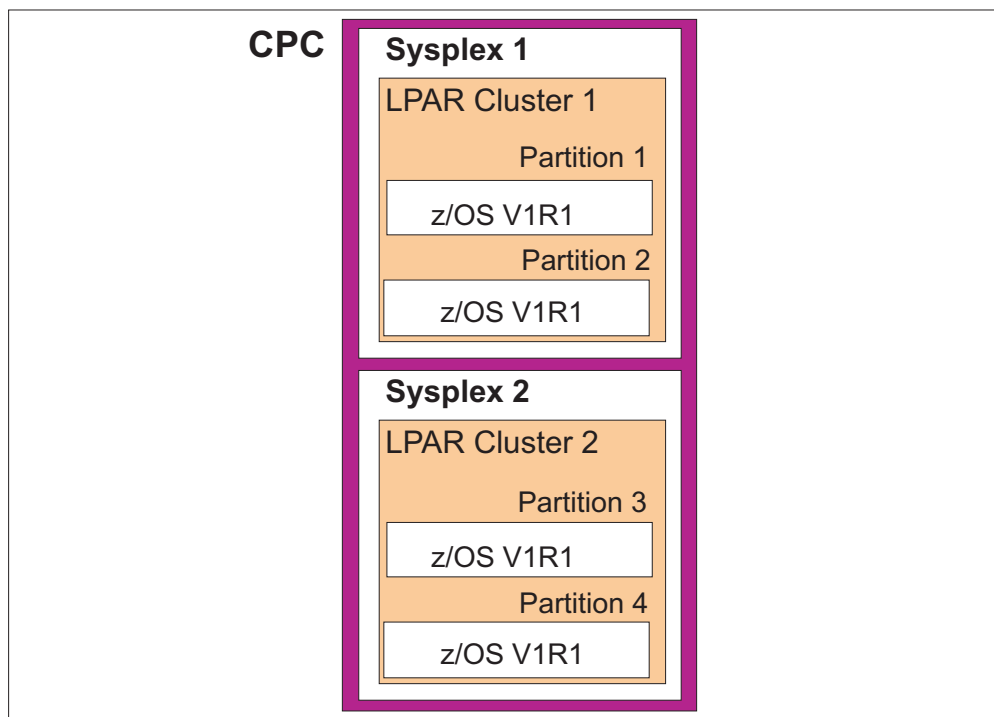 CPC
Sysplex 1
LPAR Cluster 1
Partition 1
z/OS V1R1
Partition 2
z/OS V1R1
Sysplex 2
LPAR Cluster 2
Partition 3
z/OS V1R1
Partition 4
z/OS V1R1